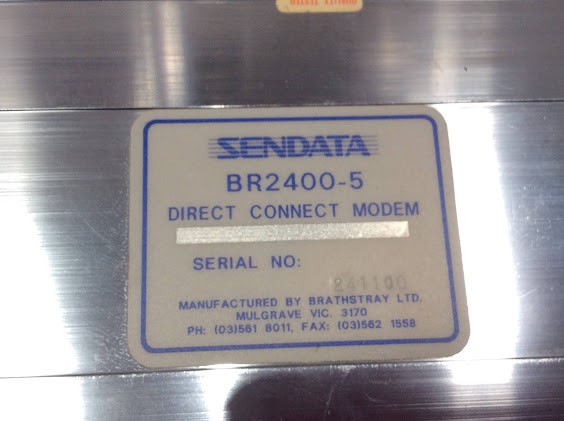 SENDATA
BR2400-5
DIRECT CONNECT MODEM
SERIAL NO:
241100
MANUFACTURED BY BRATHSTRAY LTD.
MULGRAVE VIC. 3170
PH: (03)561 8011, FAX: (03)562 1558